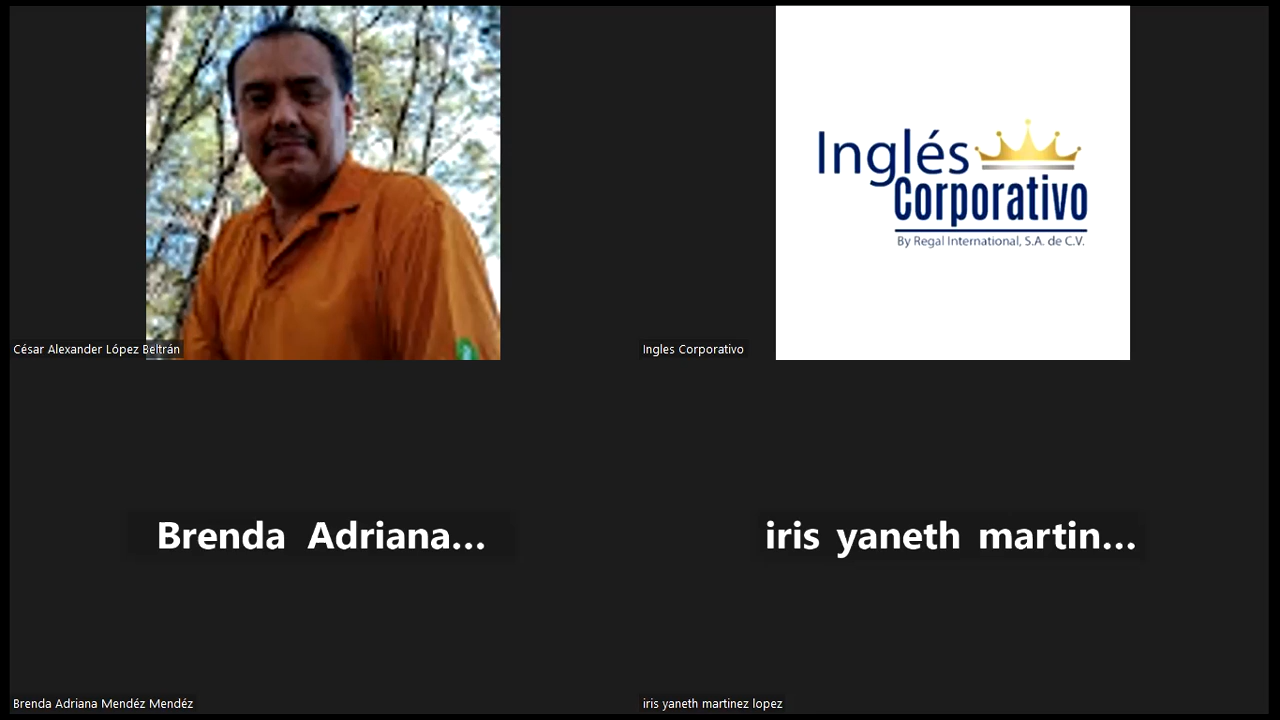 Inglés
Corporativo
By Regal International, S.A. de C.V.
César Alexander López Beltrán
Ingles Corporativo
Brenda Adriana...
iris yaneth martin...
Brenda Adriana Mendéz Mendéz
iris yaneth martinez lopez